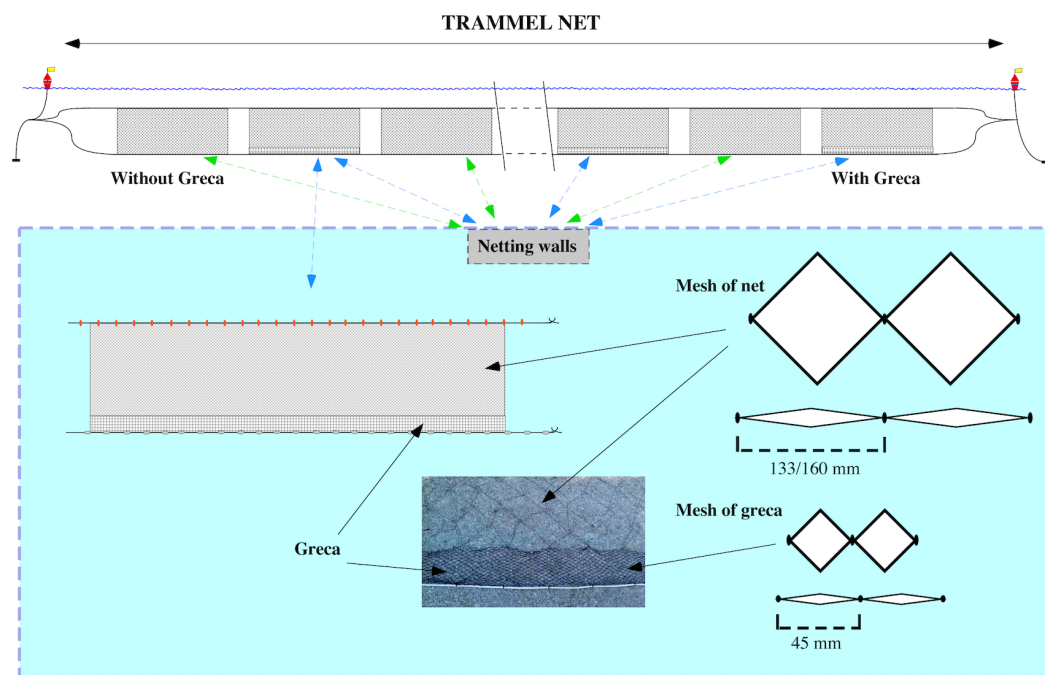 TRAMMEL NET
Without Greca
With Greca
Netting walls
Mesh of net
133/160 mm
Mesh of greca
Greca
45 mm